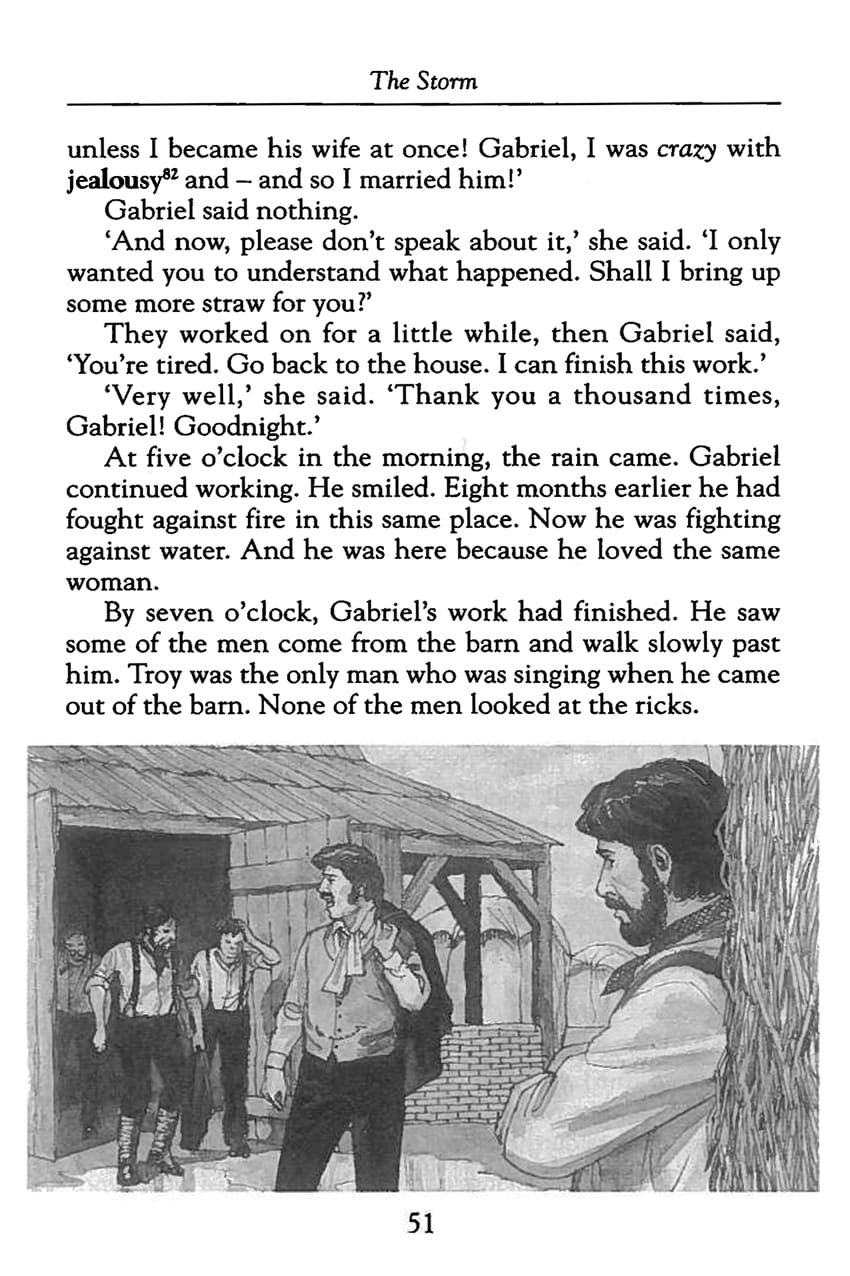 The Storm
unless I became his wife at once! Gabriel, I was crazy with
jealousy82 and – and so I married him!’
Gabriel said nothing.
‘And now, please don’t speak about it,’ she said. ‘I only
wanted you to understand what happened. Shall I bring up
some more straw for you?’
They worked on for a little while, then Gabriel said,
‘You’re tired. Go back to the house. I can finish this work.’
‘Very well,’ she said. ‘Thank you a thousand times,
Gabriel! Goodnight.’
At five o’clock in the morning, the rain came. Gabriel
continued working. He smiled. Eight months earlier he had
fought against fire in this same place. Now he was fighting
against water. And he was here because he loved the same
woman.
By seven o’clock, Gabriel’s work had finished. He saw
some of the men come from the barn and walk slowly past
him. Troy was the only man who was singing when he came
out of the barn. None of the men looked at the ricks.
51